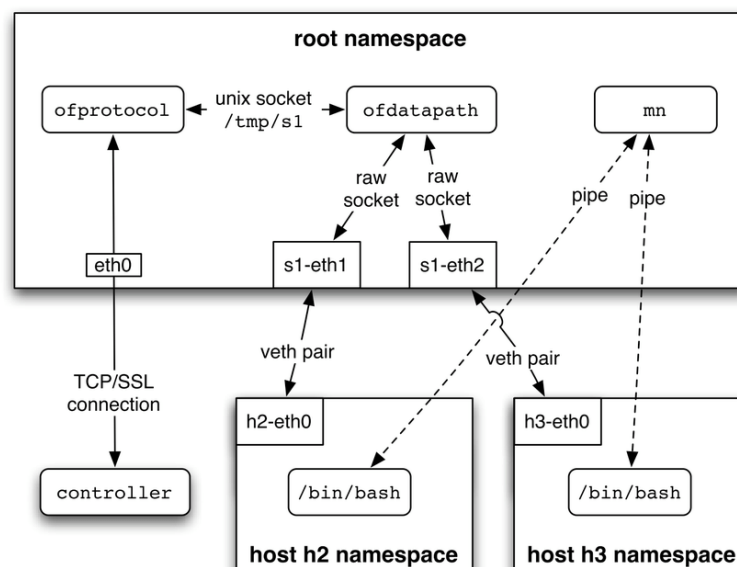 root namespace
ofprotocol
unix socket
/tmp/s1
ofdatapath
mn
raw
socket
raw
socket
pipe
pipe
eth0
s1-eth1
s1-eth2
veth pair
veth pair
TCP/SSL
connection
h2-eth0
h3-eth0
controller
/bin/bash
/bin/bash
host h2 namespace
host h3 namespace